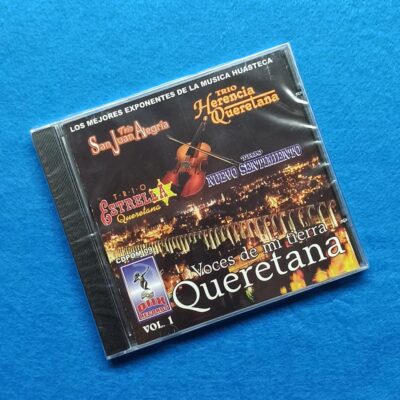 LOS MEJORES EXPONENTES DE LA MUSICA HUASTECA
Trio
San Juan Alegria
TRIO
Herencia
Queretana
TRIO
ESTRELLA
Queretana
TRIO
NUEVO SENTIMIENTO
Voces de mi tierra
Queretana
VOL. 1